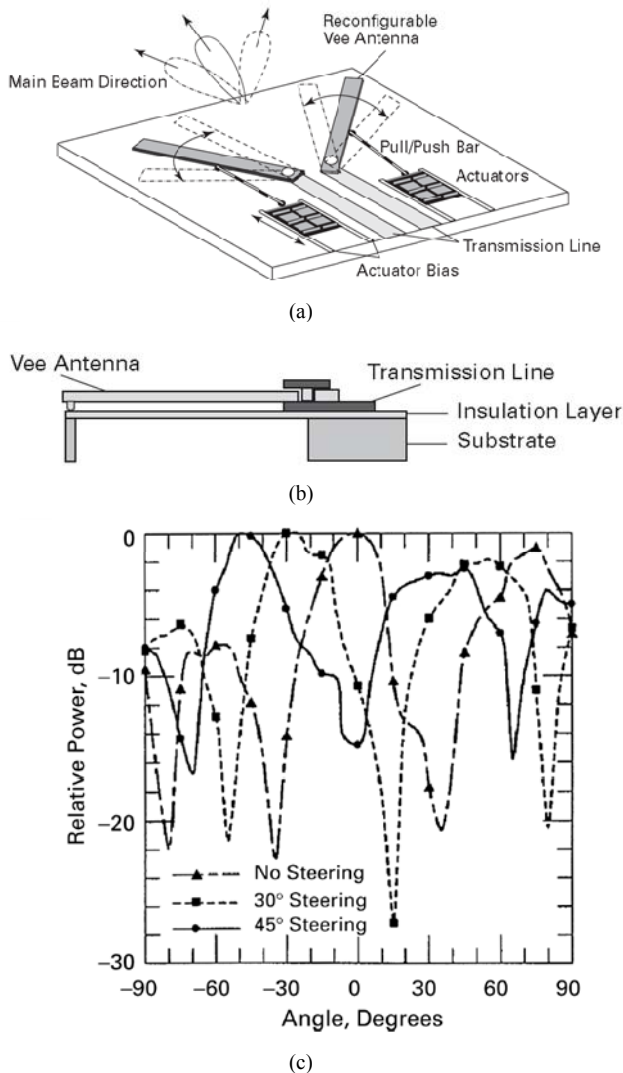 Reconfigurable
Vee Antenna
Main Beam Direction
Pull/Push Bar
Actuators
Transmission Line
Actuator Bias
(a)
Vee Antenna
Transmission Line
Insulation Layer
Substrate
(b)
0
−10
−20
−30
Relative Power, dB
No Steering
30° Steering
45° Steering
−90 −60 −30 0 30 60 90
Angle, Degrees
(c)